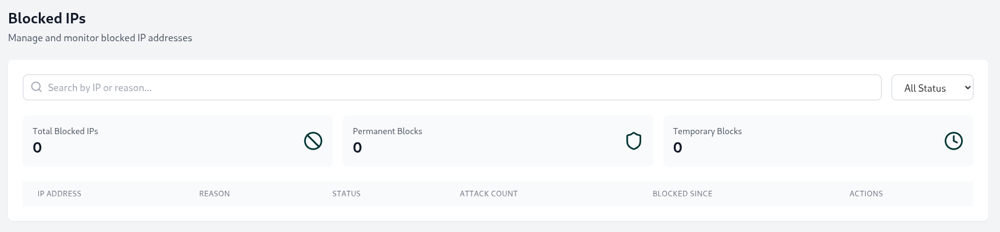 Blocked IPs
Manage and monitor blocked IP addresses
Search by IP or reason...
All Status
Total Blocked IPs
0
Permanent Blocks
0
Temporary Blocks
0
IP ADDRESS REASON STATUS ATTACK COUNT BLOCKED SINCE ACTIONS